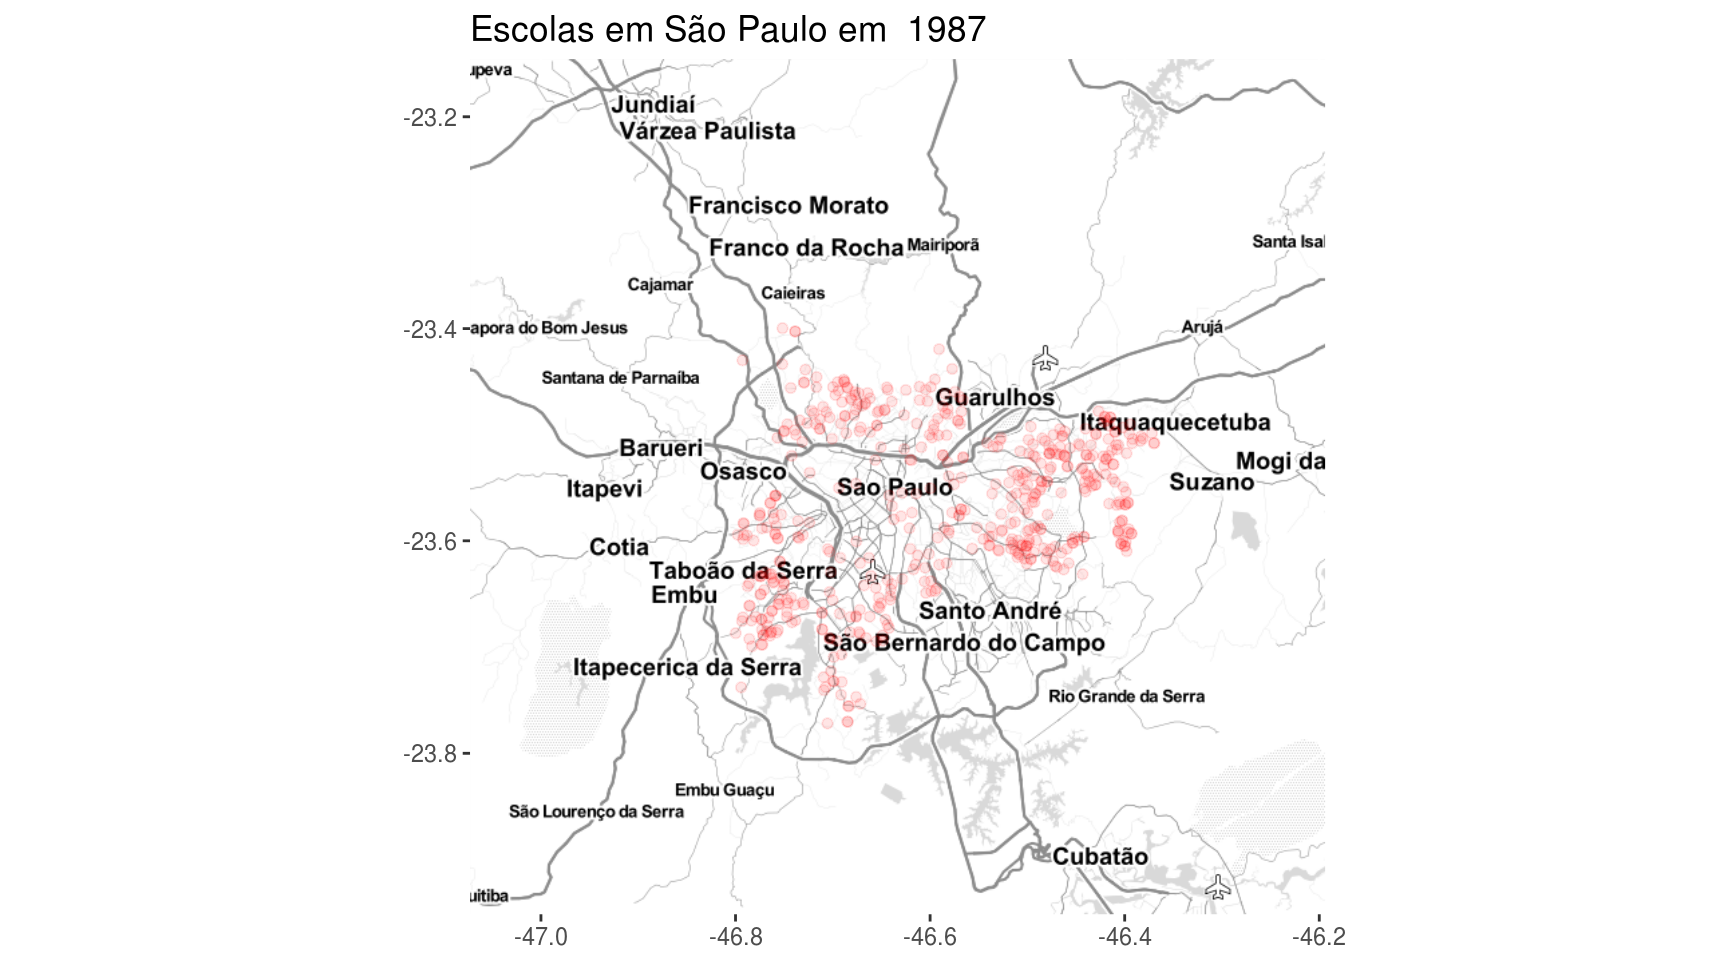 Escolas em São Paulo em  1987
upeva
Jundiaí
-23.2
Várzea Paulista
Francisco Morato
Franco da Rocha
Mairiporã
Santa Isa
Cajamar
Caieiras
-23.4
apora do Bom Jesus
Arujá
Santana de Parnaíba
Guarulhos
Itaquaquecetuba
Barueri
Osasco
Mogi da
Itapevi
Sao Paulo
Suzano
-23.6
Cotia
Taboão da Serra
Embu
Santo André
São Bernardo do Campo
Itapecerica da Serra
Rio Grande da Serra
-23.8
Embu Guaçu
São Lourenço da Serra
Cubatão
uitiba
-47.0
-46.8
-46.6
-46.4
-46.2